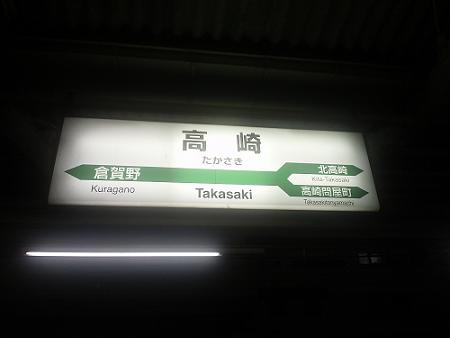 高崎
たかさき
倉賀野
Kuragano
Takasaki
北高崎
Kita-Takasaki
高崎問屋町
Takasakitonyamachi